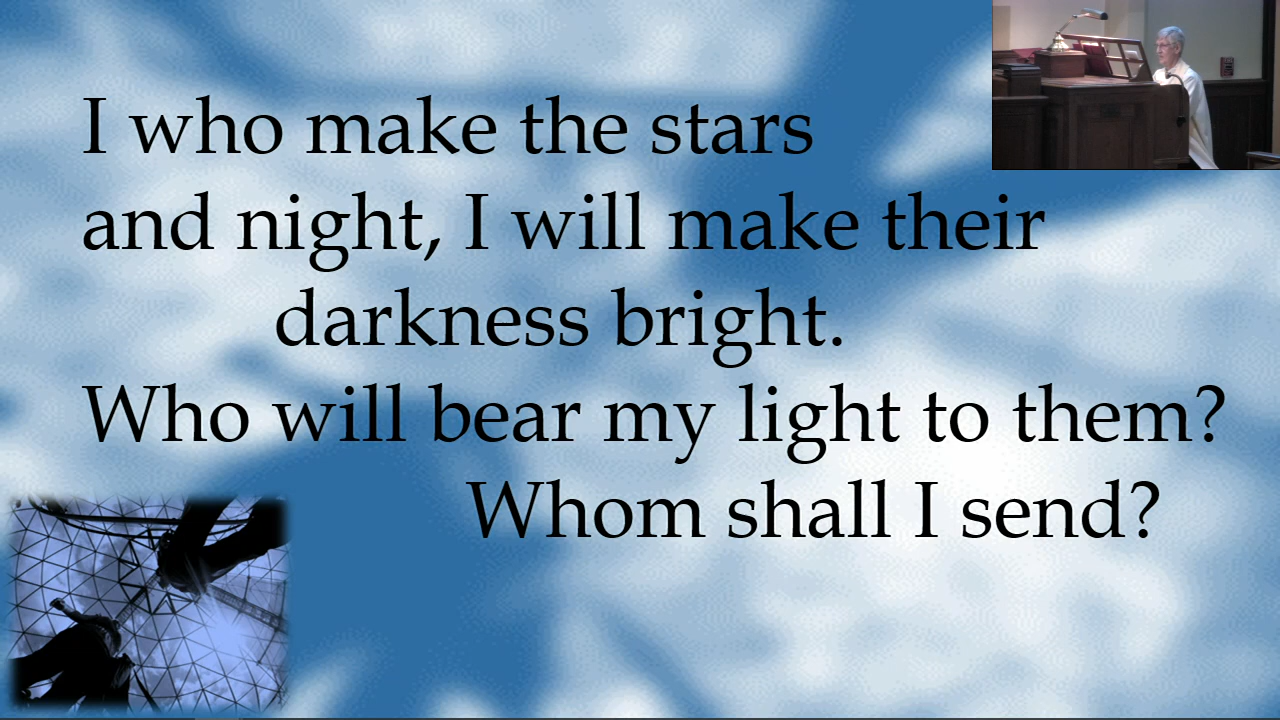 I who make the stars
and night, I will make their
darkness bright.
Who will bear my light to them?
Whom shall I send?